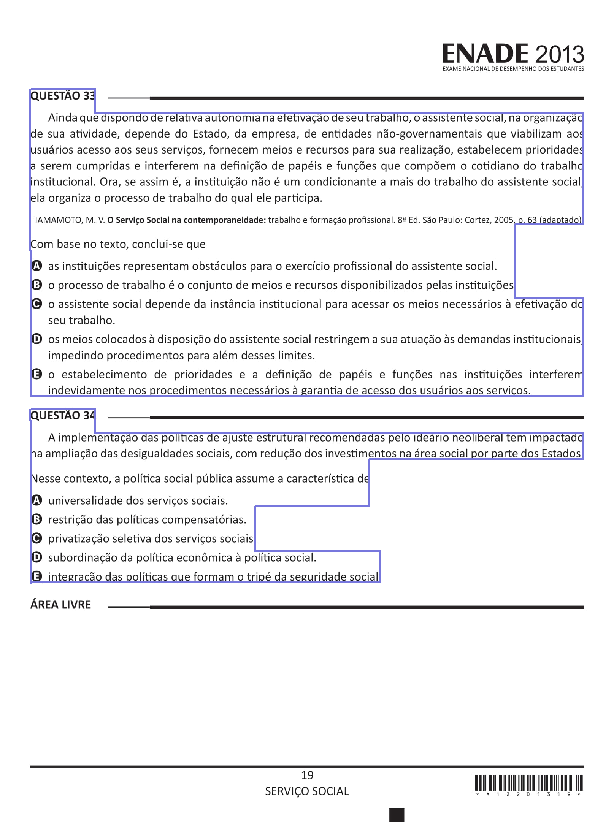 ENADE 2013
EXAME NACIONAL DE DESEMPENHO DOS ESTUDANTES
QUESTÃO 33
Ainda que dispondo de relativa autonomia na efetivação de seu trabalho, o assistente social, na organização
de sua atividade, depende do Estado, da empresa, de entidades não-governamentais que viabilizam aos
usuários acesso aos seus serviços, fornecem meios e recursos para sua realização, estabelecem prioridades
a serem cumpridas e interferem na definição de papéis e funções que compõem o cotidiano do trabalho
institucional. Ora, se assim é, a instituição não é um condicionante a mais do trabalho do assistente social,
ela organiza o processo de trabalho do qual ele participa.
IAMAMOTO, M. V. O Serviço Social na contemporaneidade: trabalho e formação profissional. 8ª Ed. São Paulo: Cortez, 2005, p. 63 (adaptado).
Com base no texto, conclui-se que
A as instituições representam obstáculos para o exercício profissional do assistente social.
B o processo de trabalho é o conjunto de meios e recursos disponibilizados pelas instituições.
C o assistente social depende da instância institucional para acessar os meios necessários à efetivação do
seu trabalho.
D os meios colocados à disposição do assistente social restringem a sua atuação às demandas institucionais,
impedindo procedimentos para além desses limites.
E o estabelecimento de prioridades e a definição de papéis e funções nas instituições interferem
indevidamente nos procedimentos necessários à garantia de acesso dos usuários aos serviços.
QUESTÃO 34
A implementação das políticas de ajuste estrutural recomendadas pelo ideário neoliberal tem impactado
na ampliação das desigualdades sociais, com redução dos investimentos na área social por parte dos Estados.
Nesse contexto, a política social pública assume a característica de
A universalidade dos serviços sociais.
B restrição das políticas compensatórias.
C privatização seletiva dos serviços sociais.
D subordinação da política econômica à política social.
E integração das políticas que formam o tripé da seguridade social.
ÁREA LIVRE
19
SERVIÇO SOCIAL